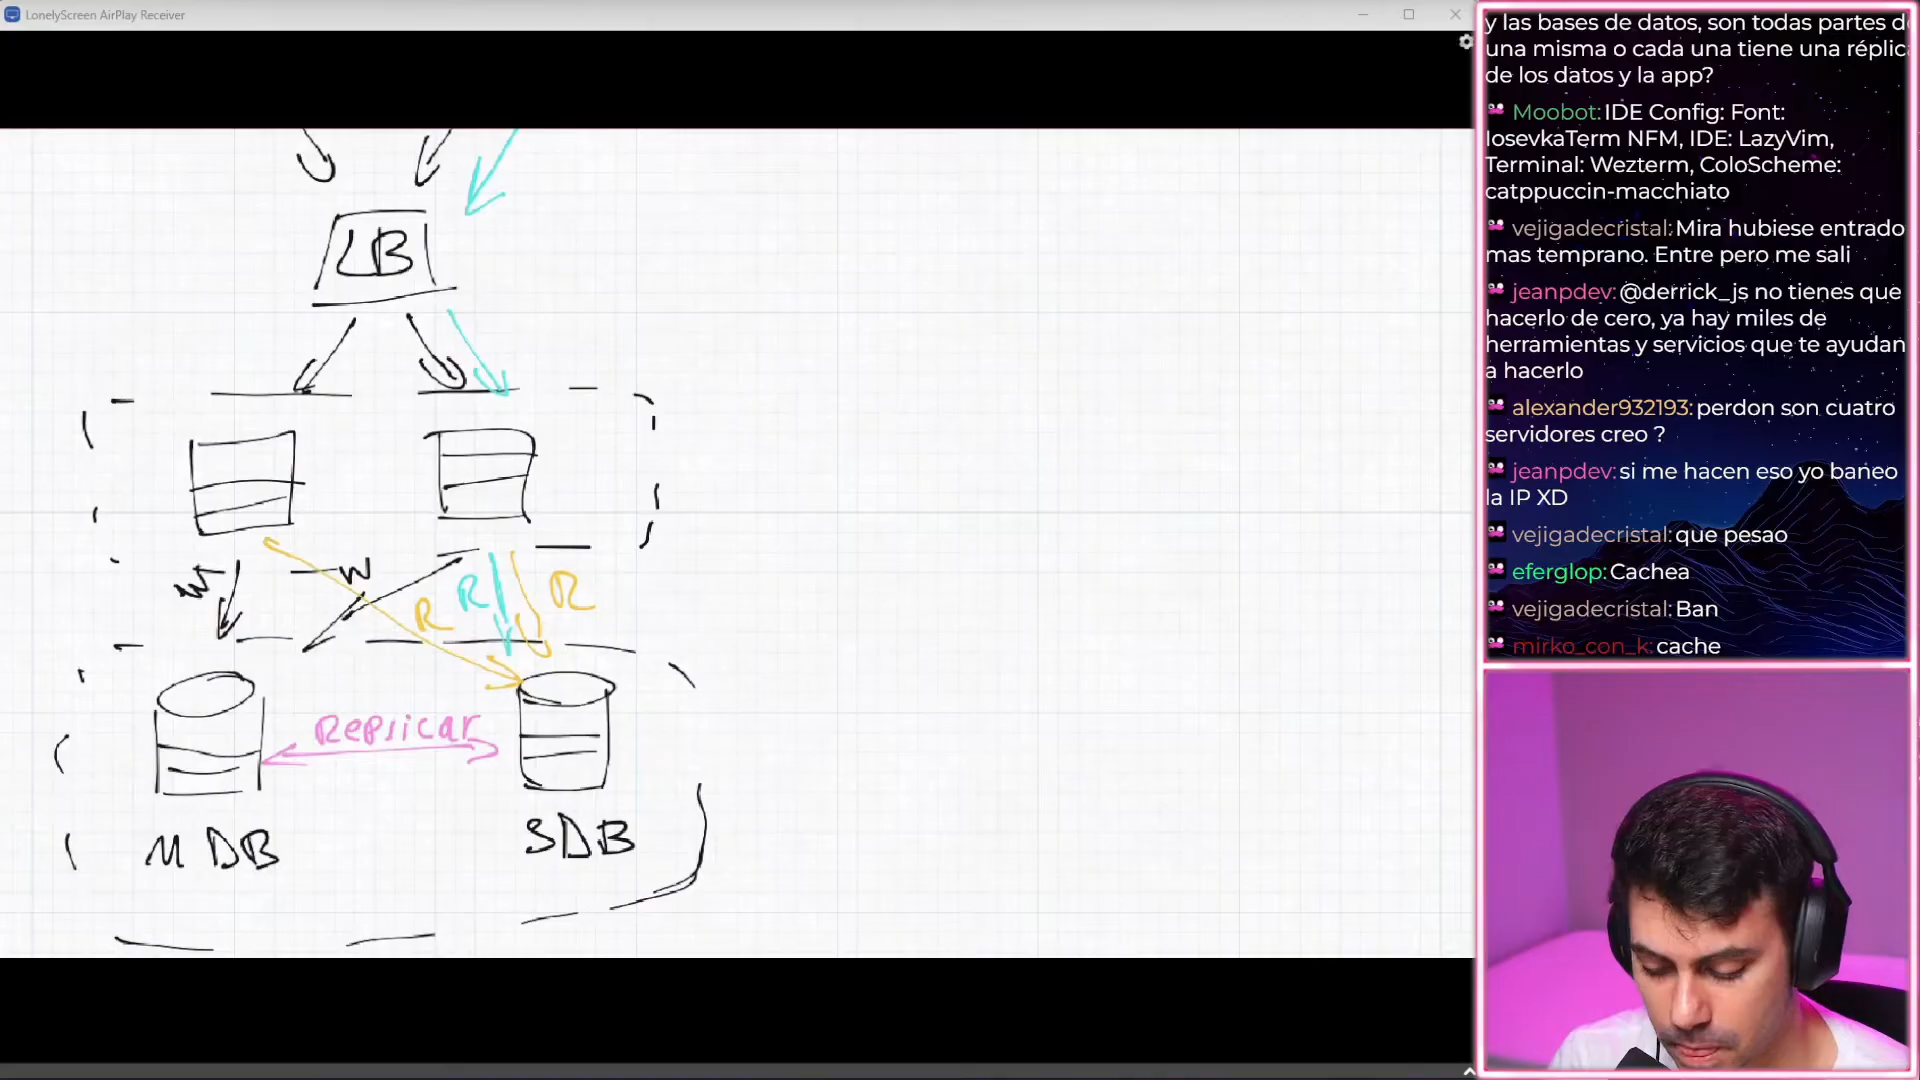 LonelyScreen AirPlay Receiver
LB
W
W
R
R
R
Replicar
M DB
SDB
y las bases de datos, son todas partes d
una misma o cada una tiene una réplic
de los datos y la app?
Moobot: IDE Config: Font:
IosevkaTerm NFM, IDE: LazyVim,
Terminal: Wezterm, ColoScheme:
catppuccin-macchiato
vejigadecristal: Mira hubiese entrado
mas temprano. Entre pero me sali
jeanpdev: @derrick_js no tienes que
hacerlo de cero, ya hay miles de
herramientas y servicios que te ayudan
a hacerlo
alexander932193: perdon son cuatro
servidores creo ?
jeanpdev: si me hacen eso yo baneo
la IP XD
vejigadecristal: que pesao
eferglop: Cachea
vejigadecristal: Ban
mirko_con_k: cache